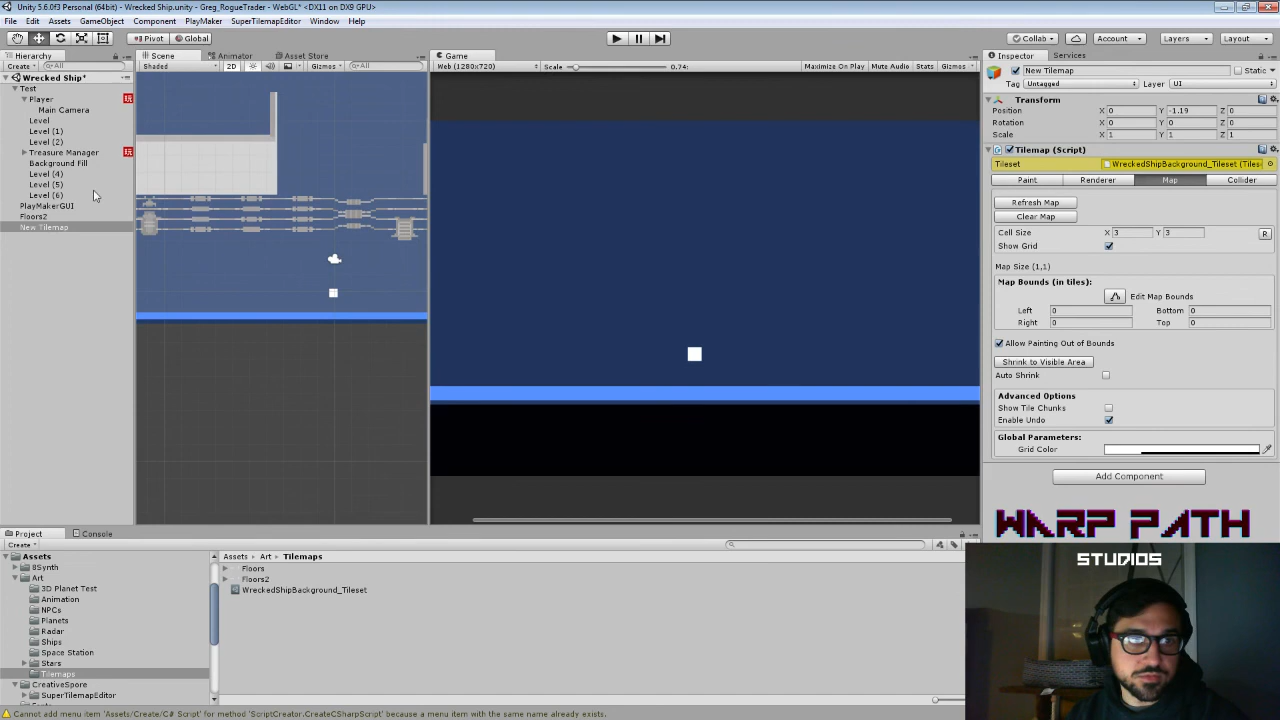 Unity 5.6.0f3 Personal (64bit) - Wrecked Ship.unity - Greg_RogueTrader - WebGL* <DX11 on DX9 GPU>
File Edit Assets GameObject Component PlayMaker SuperTilemapEditor Window Help
Pivot Global Collab Account Layers Layout
Hierarchy Scene Animator Asset Store Game Inspector Services
Create All Shaded 2D Gizmos All Web (1280x720) Scale 0.74: Maximize On Play Mute Audio Stats Gizmos
New Tilemap Static
Wrecked Ship*
Tag Untagged Layer UI
Test
Player
Main Camera
Level
Level (1)
Level (2)
Treasure Manager
Background Fill
Level (4)
Level (5)
Level (6)
PlayMakerGUI
Floors2
New Tilemap
Transform
Position X 0 Y -1.19 Z 0
Rotation X 0 Y 0 Z 0
Scale X 1 Y 1 Z 1
Tilemap (Script)
Tileset WreckedShipBackground_Tileset (Tiles
Paint Renderer Map Collider
Refresh Map
Clear Map
Cell Size X 3 Y 3 R
Show Grid
Map Size (1,1)
Map Bounds (in tiles):
Edit Map Bounds
Left 0 Bottom 0
Right 0 Top 0
Allow Painting Out of Bounds
Shrink to Visible Area
Auto Shrink
Advanced Options
Show Tile Chunks
Enable Undo
Global Parameters:
Grid Color
Add Component
WARP PATH
STUDIOS
Project Console
Create
Assets
8Synth
Art
3D Planet Test
Animation
NPCs
Planets
Radar
Ships
Space Station
Stars
Tilemaps
CreativeSpore
SuperTilemapEditor
Assets Art Tilemaps
Floors
Floors2
WreckedShipBackground_Tileset
Cannot add menu item 'Assets/Create/C# Script' for method 'ScriptCreator.CreateCSharpScript' because a menu item with the same name already exists.